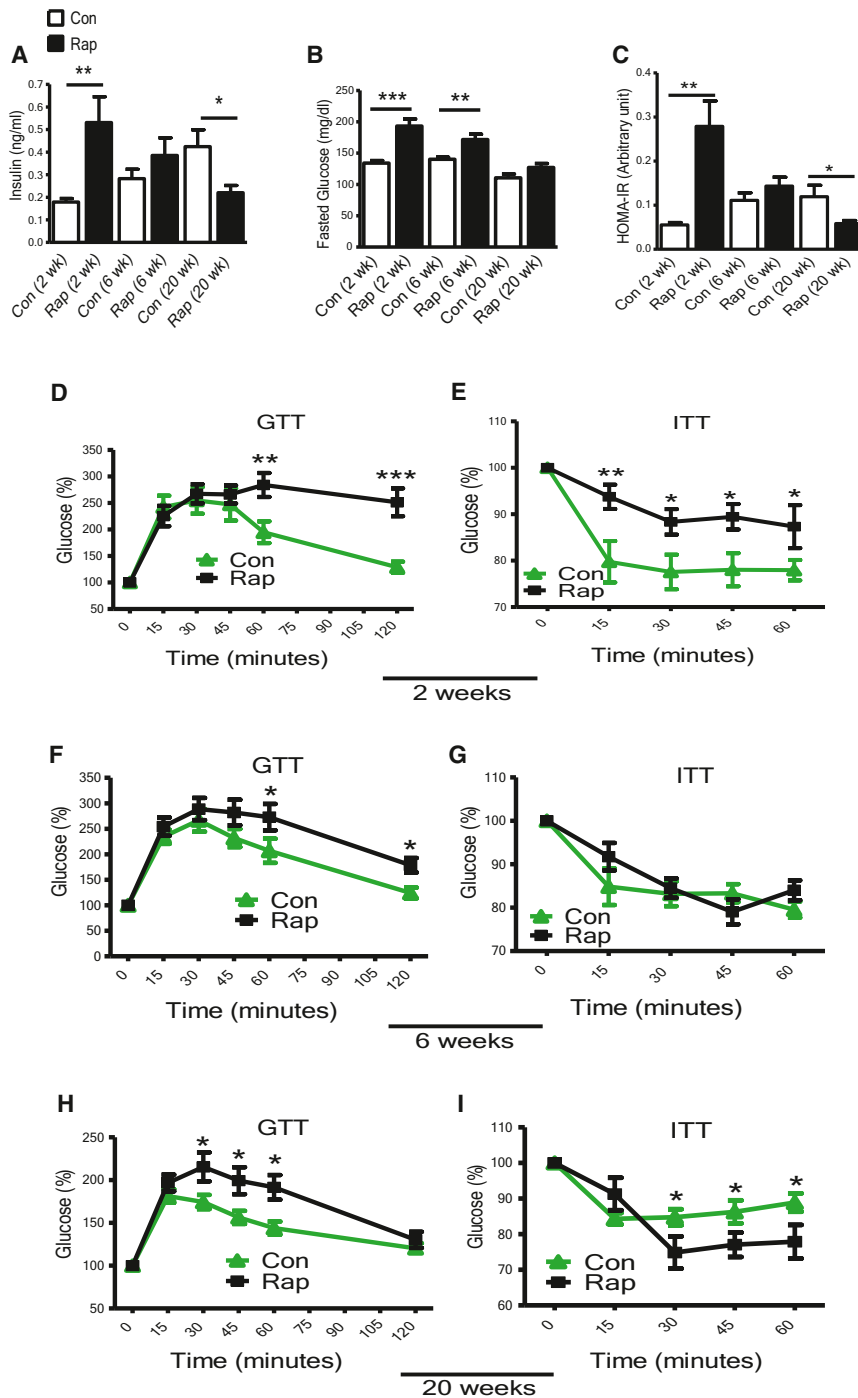 Con
Rap
A
**
*
Insulin (ng/ml)
0.7
0.6
0.5
0.4
0.3
0.2
0.1
0.0
Con (2 wk)
Rap (2 wk)
Con (6 wk)
Rap (6 wk)
Con (20 wk)
Rap (20 wk)
B
***
**
Fasted Glucose (mg/dl)
250
200
150
100
50
0
Con (2 wk)
Rap (2 wk)
Con (6 wk)
Rap (6 wk)
Con (20 wk)
Rap (20 wk)
C
**
*
HOMA-IR (Arbitrary unit)
0.4
0.3
0.2
0.1
0.0
Con (2 wk)
Rap (2 wk)
Con (6 wk)
Rap (6 wk)
Con (20 wk)
Rap (20 wk)
D
GTT
Glucose (%)
350
300
250
200
150
100
50
**
***
Con
Rap
0
15
30
45
60
75
90
105
120
Time (minutes)
E
ITT
Glucose (%)
110
100
90
80
70
**
*
*
*
Con
Rap
0
15
30
45
60
Time (minutes)
2 weeks
F
GTT
Glucose (%)
350
300
250
200
150
100
50
0
*
*
Con
Rap
0
15
30
45
60
75
90
105
120
Time (minutes)
G
ITT
Glucose (%)
110
100
90
80
70
Con
Rap
0
15
30
45
60
Time (minutes)
6 weeks
H
GTT
Glucose (%)
250
200
150
100
50
*
*
*
Con
Rap
0
15
30
45
60
75
90
105
120
Time (minutes)
I
ITT
Glucose (%)
110
100
90
80
70
60
*
*
*
Con
Rap
0
15
30
45
60
Time (minutes)
20 weeks